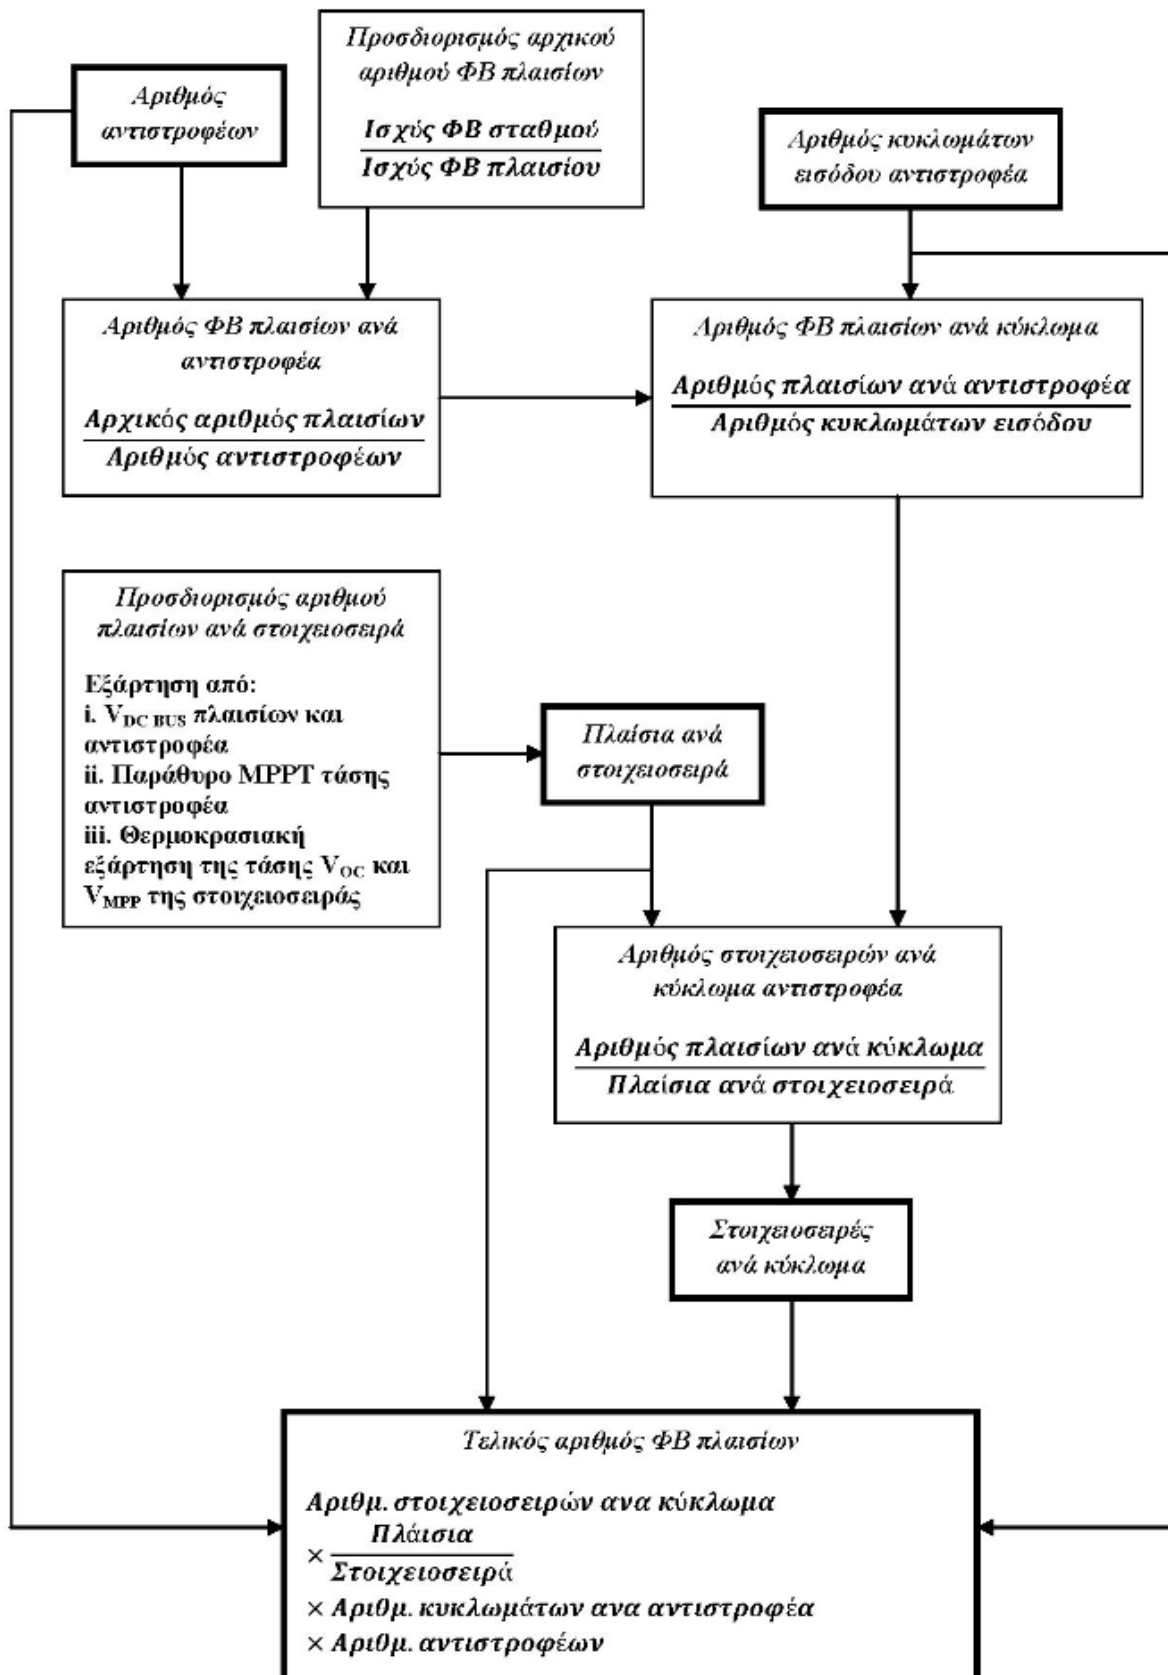 Προσδιορισμός αρχικού
αριθμού ΦΒ πλαισίων
Ισχύς ΦΒ σταθμού
Ισχύς ΦΒ πλαισίου
Αριθμός
αντιστροφέων
Αριθμός κυκλωμάτων
εισόδου αντιστροφέα
Αριθμός ΦΒ πλαισίων ανά
αντιστροφέα
Αρχικός αριθμός πλαισίων
Αριθμός αντιστροφέων
Αριθμός ΦΒ πλαισίων ανά κύκλωμα
Αριθμός πλαισίων ανά αντιστροφέα
Αριθμός κυκλωμάτων εισόδου
Προσδιορισμός αριθμού
πλαισίων ανά στοιχειοσειρά
Εξάρτηση από:
i. V_DC BUS πλαισίων και
αντιστροφέα
ii. Παράθυρο MPPT τάσης
αντιστροφέα
iii. Θερμοκρασιακή
εξάρτηση της τάσης V_OC και
V_MPP της στοιχειοσειράς
Πλαίσια ανά
στοιχειοσειρά
Αριθμός στοιχειοσειρών ανά
κύκλωμα αντιστροφέα
Αριθμός πλαισίων ανά κύκλωμα
Πλαίσια ανά στοιχειοσειρά
Στοιχειοσειρές
ανά κύκλωμα
Τελικός αριθμός ΦΒ πλαισίων
Αριθμ. στοιχειοσειρών ανα κύκλωμα
× Πλάισια
Στοιχειοσειρά
× Αριθμ. κυκλωμάτων ανα αντιστροφέα
× Αριθμ. αντιστροφέων